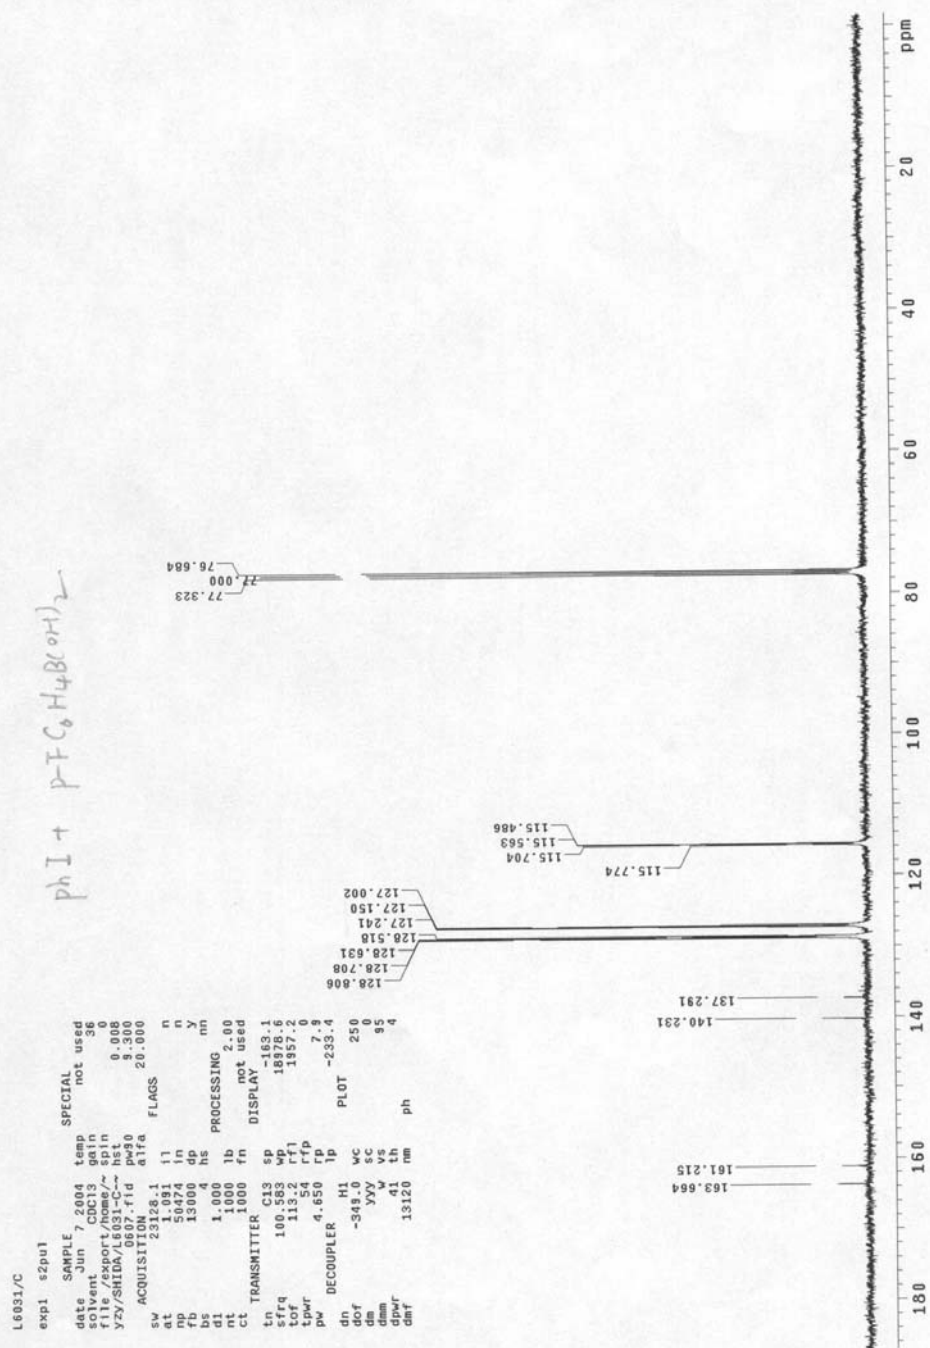 L6031/C
exp1 s2pul
SAMPLE
date Jun 7 2004
solvent CDCl3
file /export/home/~
yzy/SHIDA/L6031-C~~
0607.fid
ACQUISITION
sw 23128.1
at 1.091
np 50474
fb 13000
bs 4
d1 1.000
nt 1000
ct 1000
TRANSMITTER
tn C13
sfrq 100.583
tof 113.2
tpwr 54
pw 4.650
DECOUPLER
dn H1
dof -349.0
dm yyy
dmm w
dpwr 41
dmf 13120
SPECIAL
temp not used
gain 36
spin 0
hst 0.008
pw90 9.300
alfa 20.000
FLAGS
il n
in n
dp y
hs nn
PROCESSING
lb 2.00
fn not used
DISPLAY
sp -163.1
wp 18978.6
rfl 1957.2
rfp 0
rp 7.9
lp -233.4
PLOT
wc 250
sc 0
vs 95
th 4
nm ph
phI + p-FC6H4B(OH)2
163.664
161.215
140.231
137.291
128.806
128.708
128.631
128.518
127.241
127.150
127.002
115.774
115.704
115.563
115.486
77.323
77.000
76.684
180 160 140 120 100 80 60 40 20 ppm